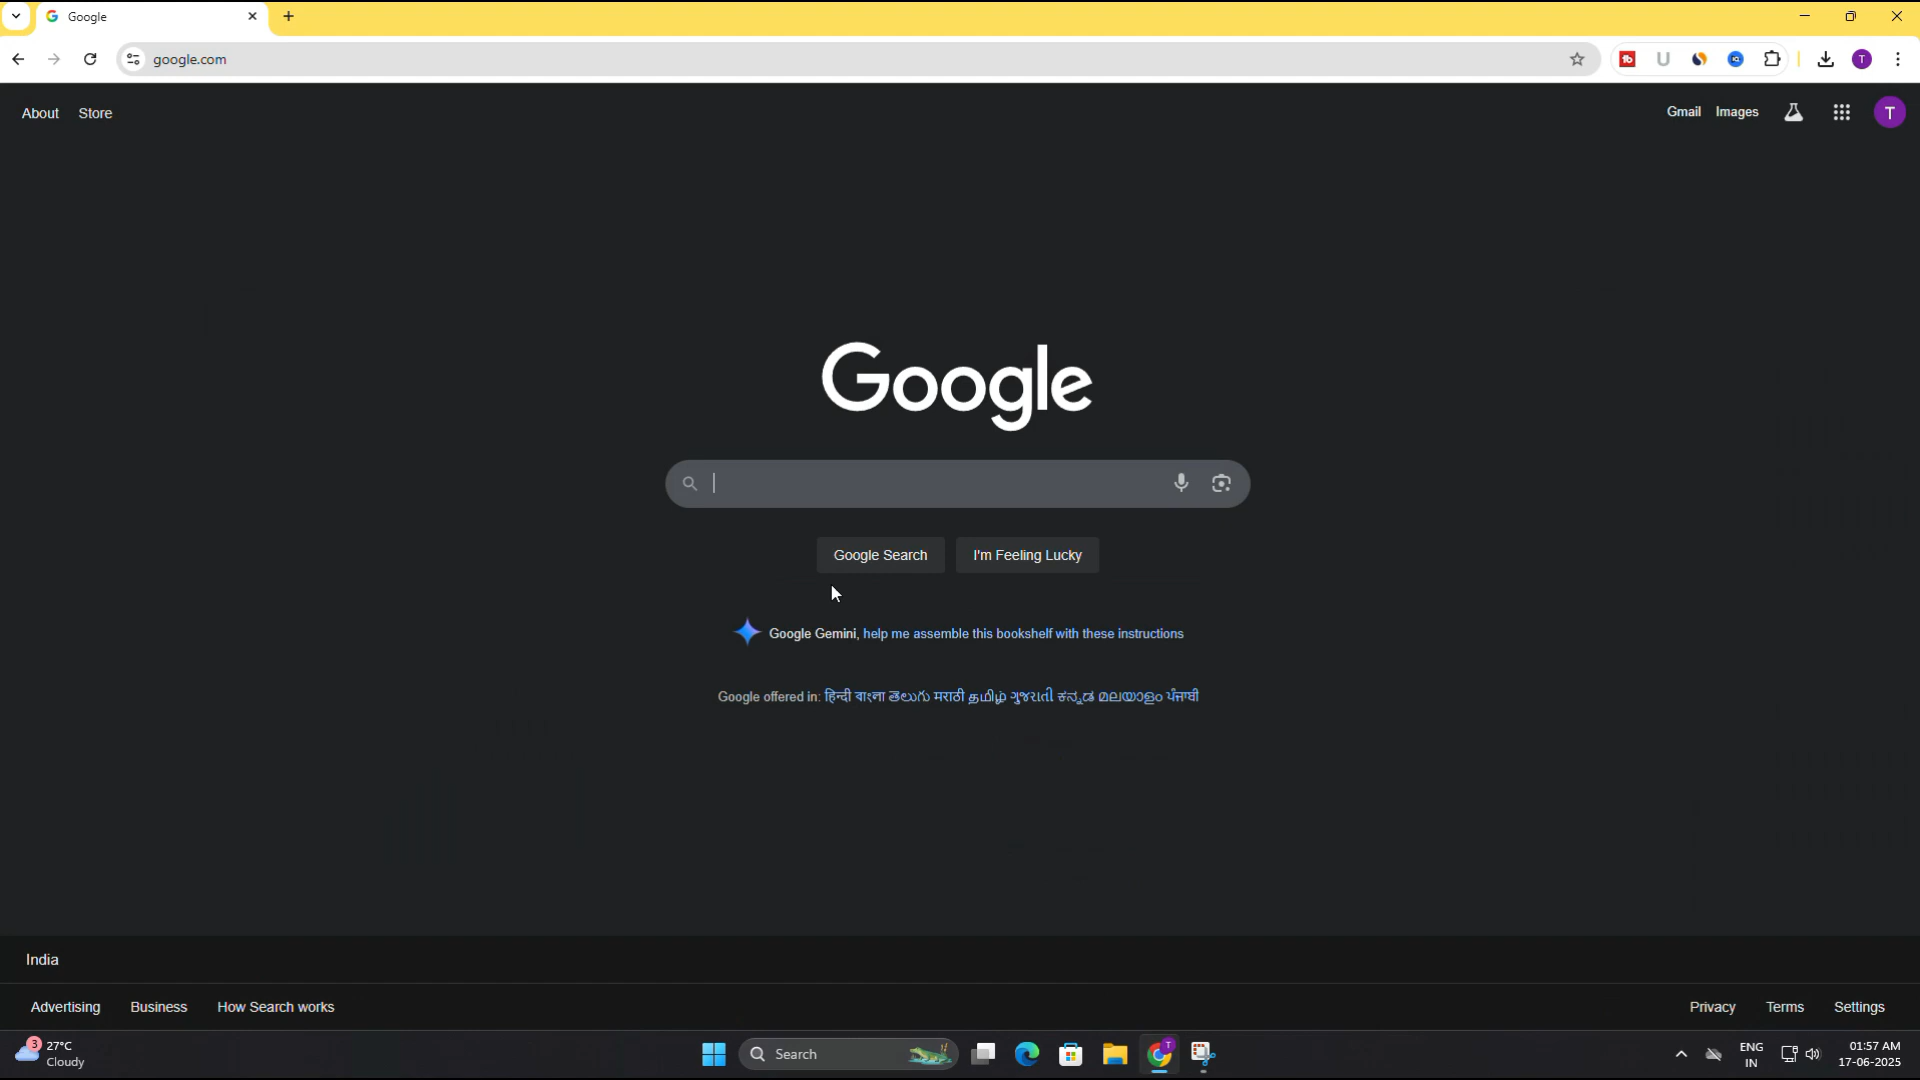 Google
google.com
About Store
Gmail Images
T
Google
Google Search I'm Feeling Lucky
Google Gemini, help me assemble this bookshelf with these instructions
Google offered in: हिन्दी বাংলা తెలుగు मराठी தமிழ் ગુજરાતી ಕನ್ನಡ മലയാളം ਪੰਜਾਬੀ
India
Advertising Business How Search works
Privacy Terms Settings
3
27°C
Cloudy
Search
T
ENG
IN
01:57 AM
17-06-2025